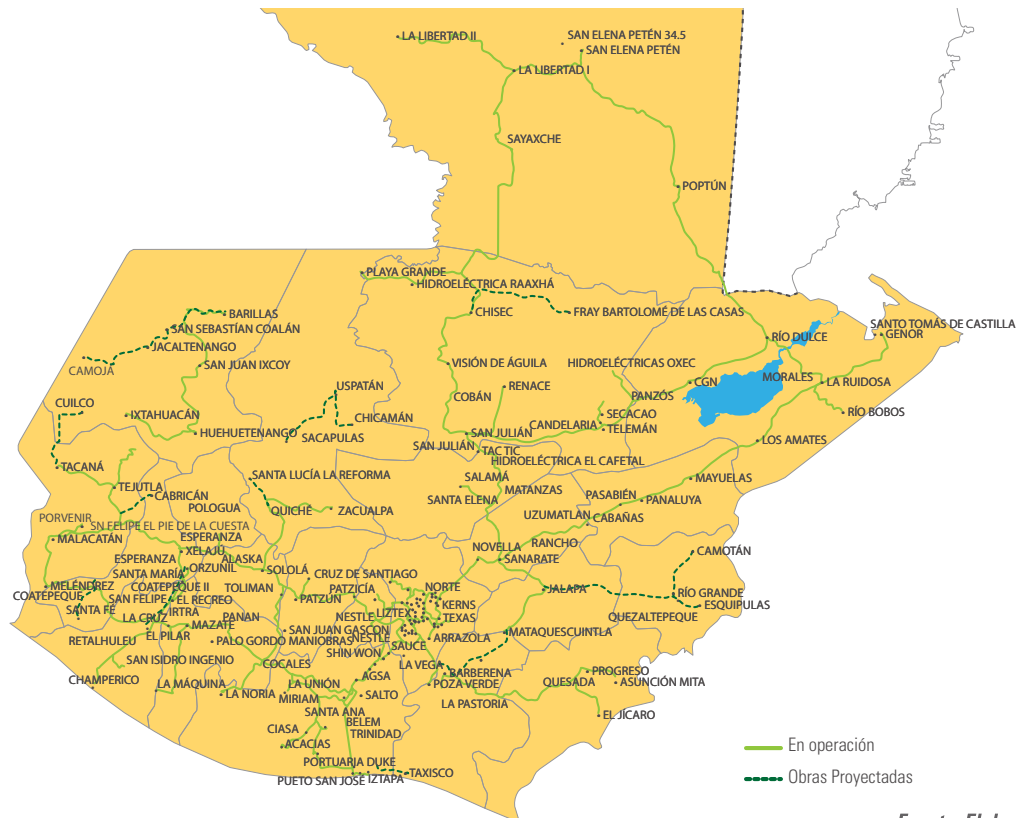 LA LIBERTAD II
SAN ELENA PETÉN 34.5
SAN ELENA PETÉN
LA LIBERTAD I
SAYAXCHE
POPTÚN
PLAYA GRANDE
HIDROELÉCTRICA RAAXHÁ
CHISEC
FRAY BARTOLOMÉ DE LAS CASAS
BARILLAS
SAN SEBASTÍAN COALÁN
JACALTENANGO
CAMOJÁ
SAN JUAN IXCOY
SANTO TOMÁS DE CASTILLA
GENOR
RÍO DULCE
VISIÓN DE ÁGUILA
HIDROELÉCTRICAS OXEC
MORALES
LA RUIDOSA
CGN
USPATÁN
RENACE
COBÁN
PANZÓS
CUILCO
IXTAHUACÁN
CHICAMÁN
SECACAO
RÍO BOBOS
CANDELARIA
TELEMÁN
HUEHUETENANGO
SACAPULAS
SAN JULIÁN
SAN JULIÁN
TAC TIC
LOS AMATES
HIDROELÉCTRICA EL CAFETAL
TACANÁ
SANTA LUCÍA LA REFORMA
SALAMÁ
MAYUELAS
TEJUTLA
CABRICÁN
MATANZAS
SANTA ELENA
PASABIÉN
PANALUYA
POLOGUA
QUICHÉ
ZACUALPA
UZUMATLÁN
CABAÑAS
PORVENIR
SN FELIPE EL PIE DE LA CUESTA
MALACATÁN
ESPERANZA
XELAJÚ
RANCHO
NOVELLA
CAMOTÁN
ESPERANZA
ALASKA
SANARATE
ORZUNIL
SOLOLÁ
SANTA MARÍA
CRUZ DE SANTIAGO
MELÉNDREZ
COATEPEQUE II
TOLIMAN
PATZICÍA
NORTE
JALAPA
COATEPEQUE
SAN FELIPE
EL RECREO
PATZÚN
RÍO GRANDE
KERNS
ESQUIPULAS
SANTA FÉ
IRTRA
LIZTEX
LA CRUZ
PANAN
NESTLE
TEXAS
QUEZALTEPEQUE
MAZATE
SAN JUAN GASCON
MATAQUESCUINTLA
RETALHULEU
EL PILAR
PALO GORDO
MANIOBRAS
NESTLE
ARRAZOLA
SAUCE
SHIN WON
SAN ISIDRO INGENIO
COCALES
LA VEGA
BARBERENA
PROGRESO
CHAMPERICO
LA MÁQUINA
LA UNIÓN
AGSA
POZA VERDE
QUESADA
ASUNCIÓN MITA
LA NORIA
MIRIAM
SALTO
LA PASTORIA
SANTA ANA
EL JÍCARO
BELEM
CIASA
TRINIDAD
ACACIAS
En operación
PORTUARIA DUKE
TAXISCO
Obras Proyectadas
PUETO SAN JOSÉ
IZTAPA